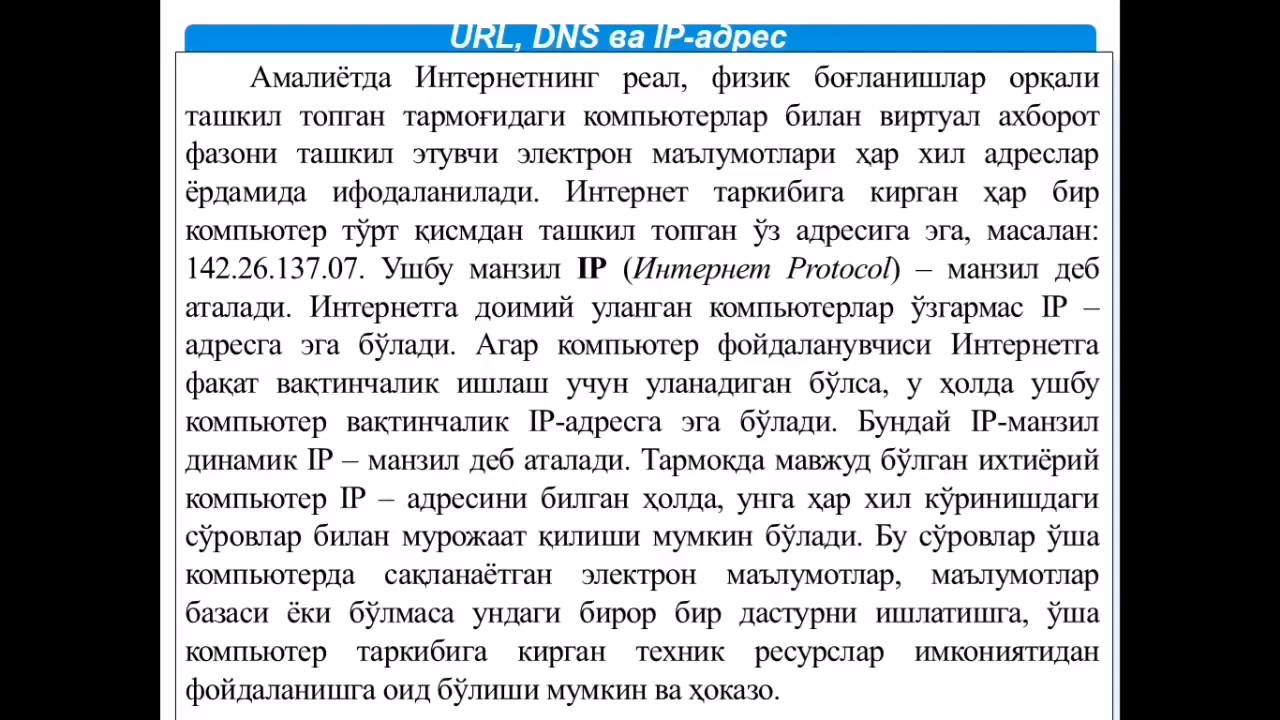 URL, DNS ва IP-адрес
Амалиётда Интернетнинг реал, физик боғланишлар орқали
ташкил топган тармоғидаги компьютерлар билан виртуал ахборот
фазони ташкил этувчи электрон маълумотлари ҳар хил адреслар
ёрдамида ифодаланилади. Интернет таркибига кирган ҳар бир
компьютер тўрт қисмдан ташкил топган ўз адресига эга, масалан:
142.26.137.07. Ушбу манзил IP (Интернет Protocol) – манзил деб
аталади. Интернетга доимий уланган компьютерлар ўзгармас IP –
адресга эга бўлади. Агар компьютер фойдаланувчиси Интернетга
фақат вақтинчалик ишлаш учун уланадиган бўлса, у ҳолда ушбу
компьютер вақтинчалик IP-адресга эга бўлади. Бундай IP-манзил
динамик IP – манзил деб аталади. Тармоқда мавжуд бўлган ихтиёрий
компьютер IP – адресини билган ҳолда, унга ҳар хил кўринишдаги
сўровлар билан мурожаат қилиши мумкин бўлади. Бу сўровлар ўша
компьютерда сақланаётган электрон маълумотлар, маълумотлар
базаси ёки бўлмаса ундаги бирор бир дастурни ишлатишга, ўша
компьютер таркибига кирган техник ресурслар имкониятидан
фойдаланишга оид бўлиши мумкин ва ҳоказо.